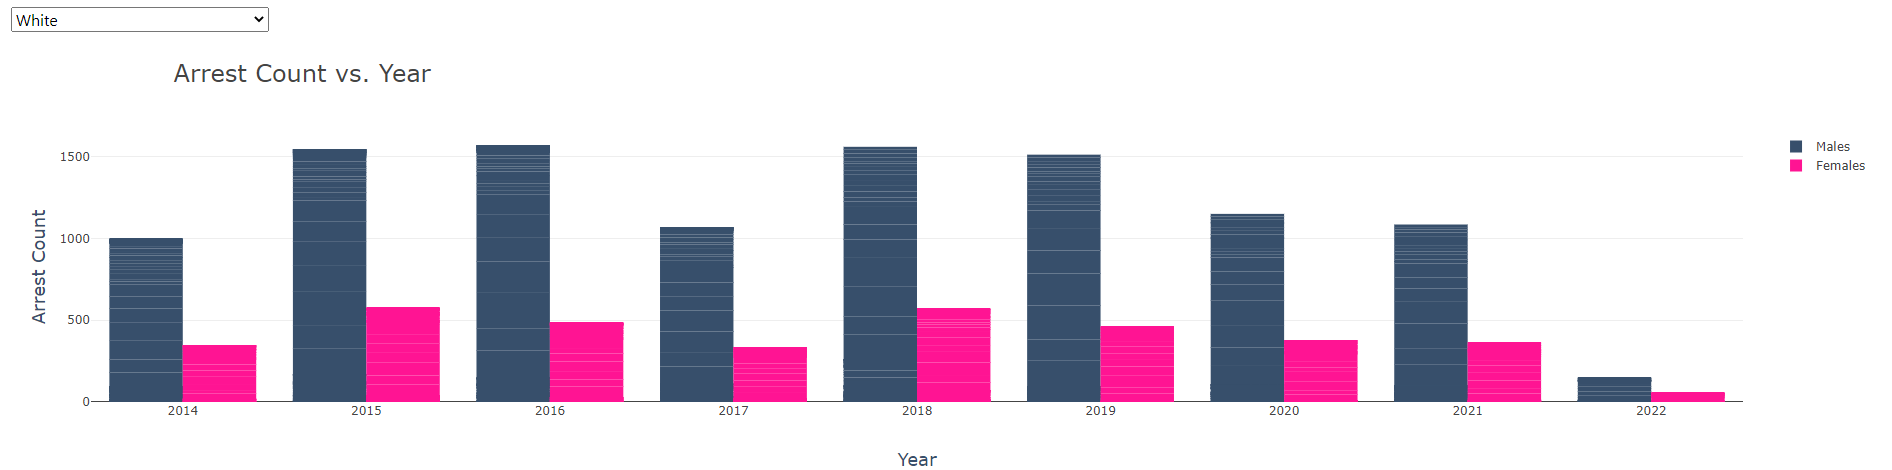 White
Arrest Count vs. Year
Males
Females
Arrest Count
1500
1000
500
0
2014 2015 2016 2017 2018 2019 2020 2021 2022
Year